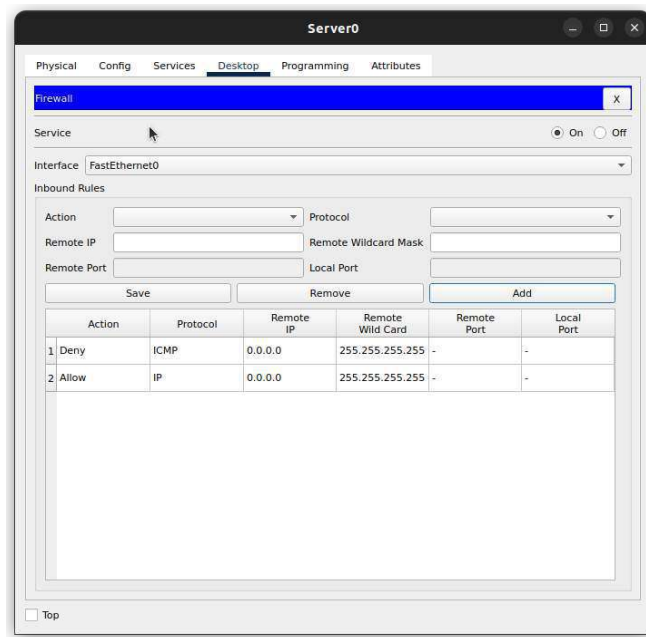 Server0
Physical Config Services Desktop Programming Attributes
Firewall X
Service On Off
Interface FastEthernet0
Inbound Rules
Action Protocol
Remote IP Remote Wildcard Mask
Remote Port Local Port
Save Remove Add
Action Protocol Remote IP Remote Wild Card Remote Port Local Port
1 Deny ICMP 0.0.0.0 255.255.255.255 - -
2 Allow IP 0.0.0.0 255.255.255.255 - -
Top